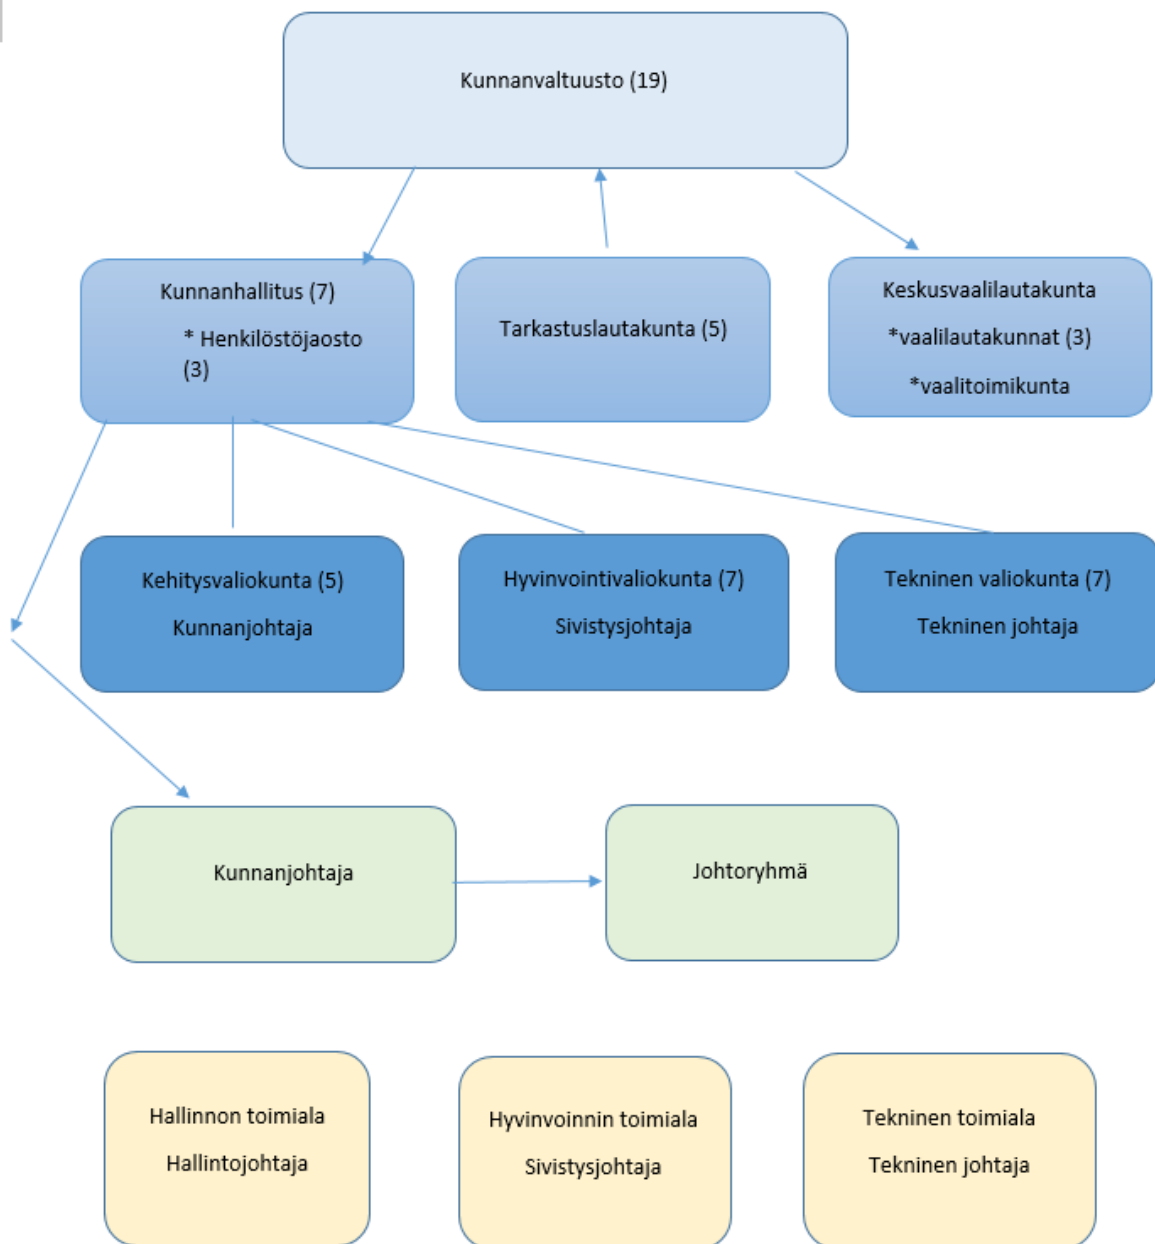 Kunnanvaltuusto (19)
Kunnanhallitus (7)
* Henkilöstöjaosto
(3)
Tarkastuslautakunta (5)
Keskusvaalilautakunta
*vaalilautakunnat (3)
*vaalitoimikunta
Kehitysvaliokunta (5)
Kunnanjohtaja
Hyvinvointivaliokunta (7)
Sivistysjohtaja
Tekninen valiokunta (7)
Tekninen johtaja
Kunnanjohtaja
Johtoryhmä
Hallinnon toimiala
Hallintojohtaja
Hyvinvoinnin toimiala
Sivistysjohtaja
Tekninen toimiala
Tekninen johtaja